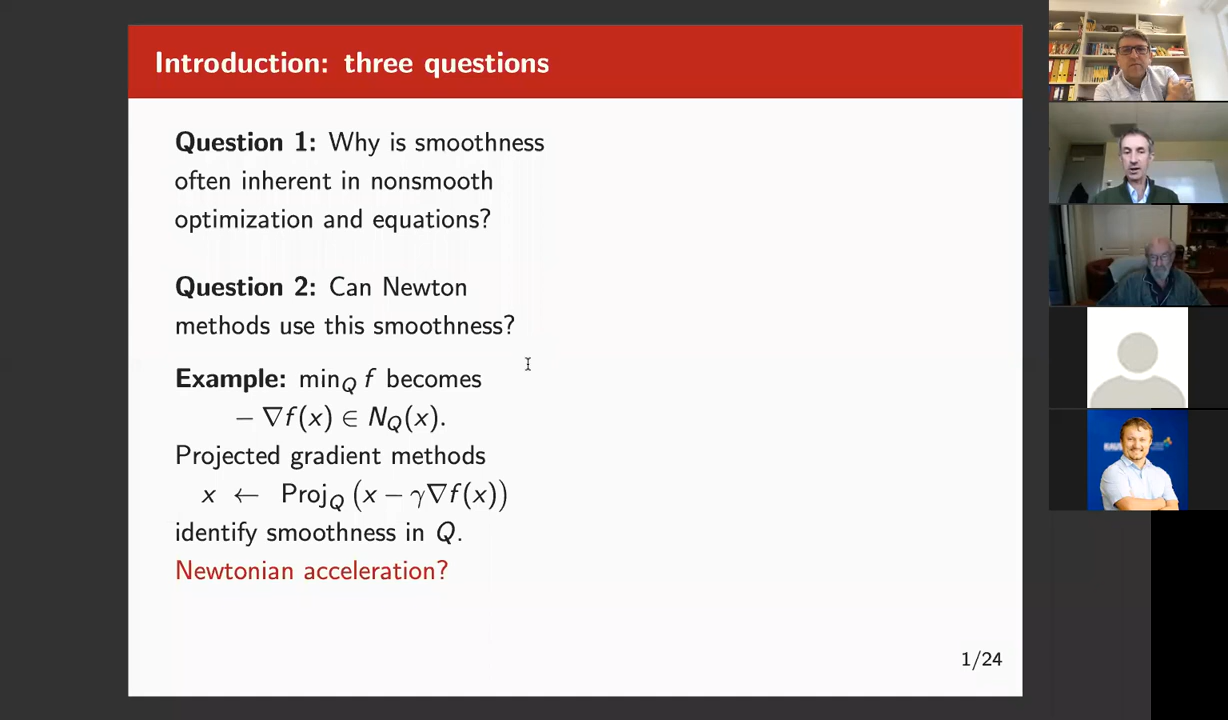 Introduction: three questions
Question 1: Why is smoothness
often inherent in nonsmooth
optimization and equations?
Question 2: Can Newton
methods use this smoothness?
Example: min_Q f becomes
− ∇f(x) ∈ N_Q(x).
Projected gradient methods
x ← Proj_Q (x − γ∇f(x))
identify smoothness in Q.
Newtonian acceleration?
1/24